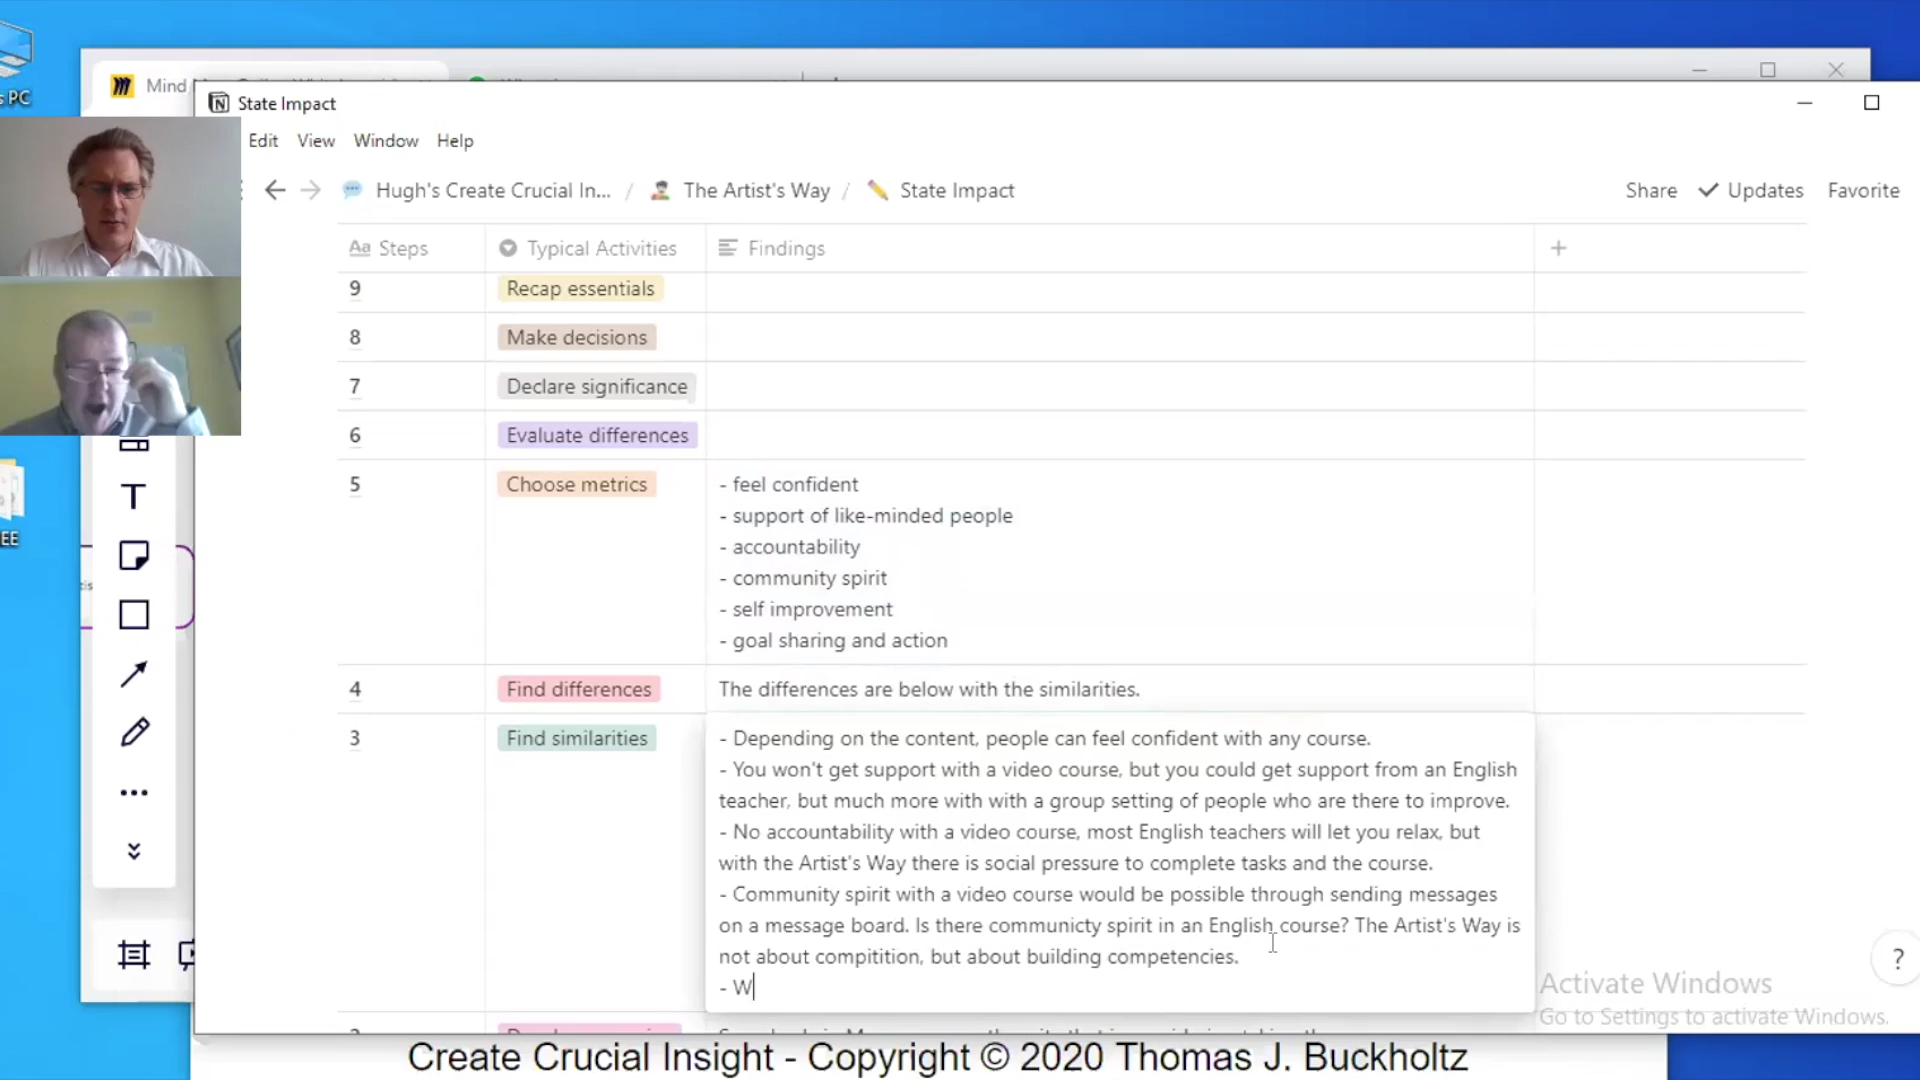 s PC
Mind
State Impact
Edit View Window Help
Hugh's Create Crucial In... / The Artist's Way / State Impact
Share Updates Favorite
Aa Steps Typical Activities Findings +
9 Recap essentials
8 Make decisions
7 Declare significance
6 Evaluate differences
5 Choose metrics - feel confident
- support of like-minded people
- accountability
- community spirit
- self improvement
- goal sharing and action
4 Find differences The differences are below with the similarities.
3 Find similarities - Depending on the content, people can feel confident with any course.
- You won't get support with a video course, but you could get support from an English
teacher, but much more with with a group setting of people who are there to improve.
- No accountability with a video course, most English teachers will let you relax, but
with the Artist's Way there is social pressure to complete tasks and the course.
- Community spirit with a video course would be possible through sending messages
on a message board. Is there communicty spirit in an English course? The Artist's Way is
not about compitition, but about building competencies.
- W
T
EE
tis
?
Activate Windows
Go to Settings to activate Windows.
Create Crucial Insight - Copyright © 2020 Thomas J. Buckholtz